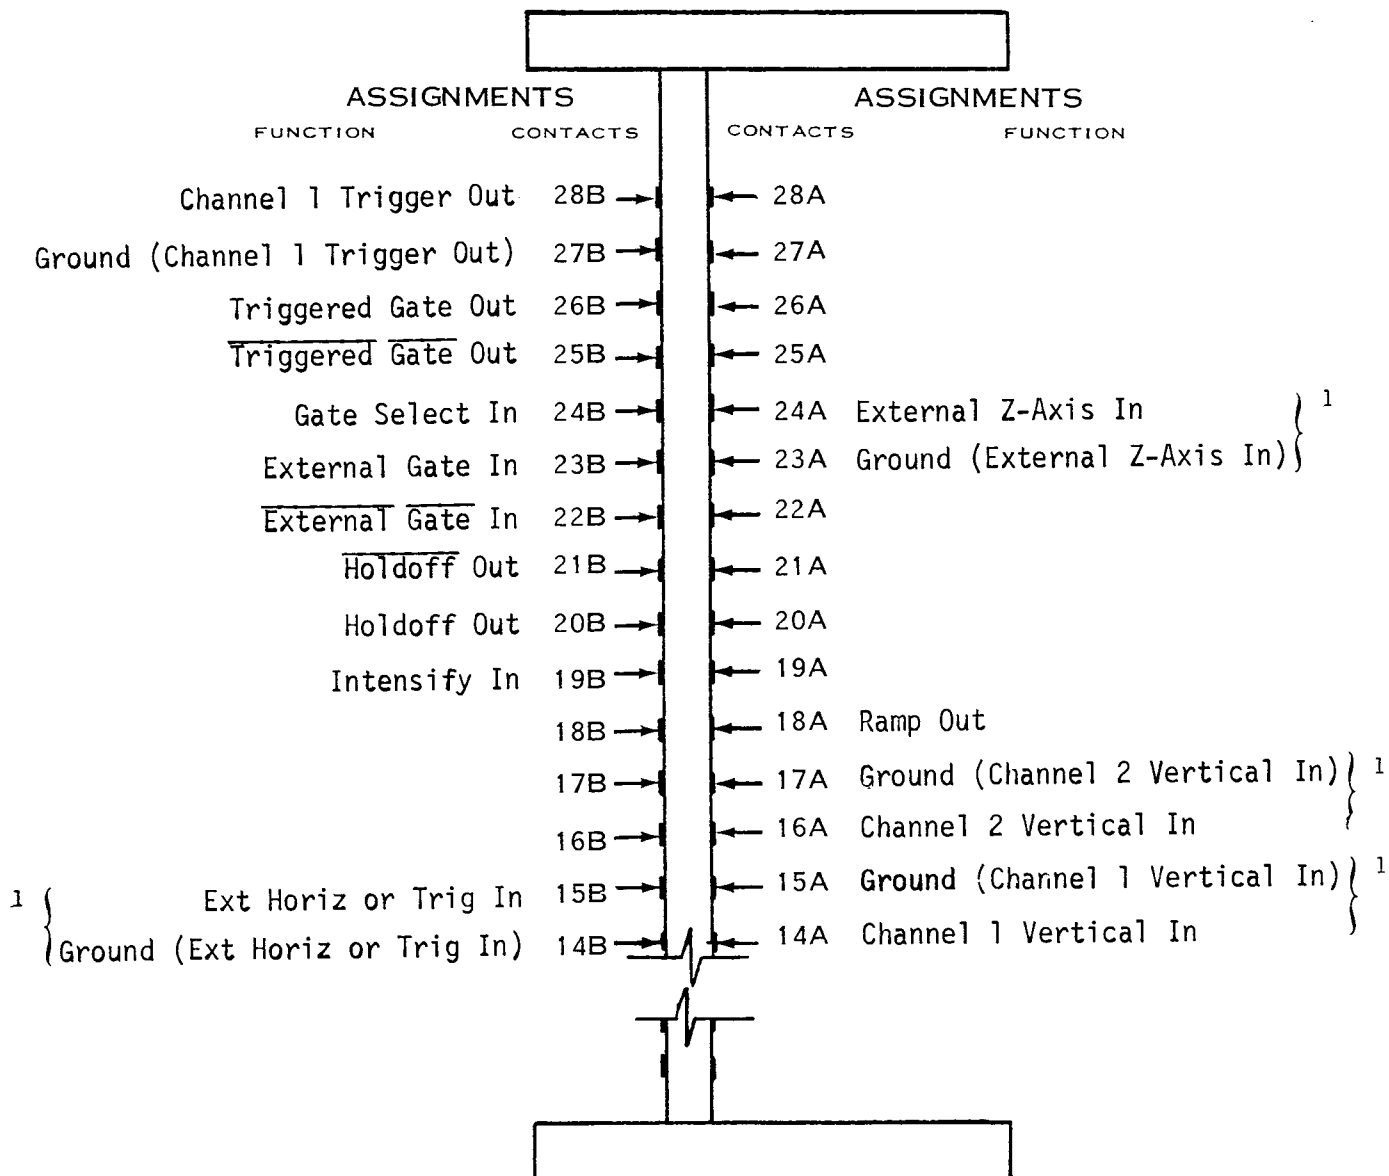 ASSIGNMENTS ASSIGNMENTS
FUNCTION CONTACTS CONTACTS FUNCTION
Channel 1 Trigger Out 28B 28A
Ground (Channel 1 Trigger Out) 27B 27A
Triggered Gate Out 26B 26A
Triggered Gate Out 25B 25A
Gate Select In 24B 24A External Z-Axis In 1
External Gate In 23B 23A Ground (External Z-Axis In)
External Gate In 22B 22A
Holdoff Out 21B 21A
Holdoff Out 20B 20A
Intensify In 19B 19A
18B 18A Ramp Out
17B 17A Ground (Channel 2 Vertical In) 1
16B 16A Channel 2 Vertical In
1 Ext Horiz or Trig In 15B 15A Ground (Channel 1 Vertical In) 1
Ground (Ext Horiz or Trig In) 14B 14A Channel 1 Vertical In